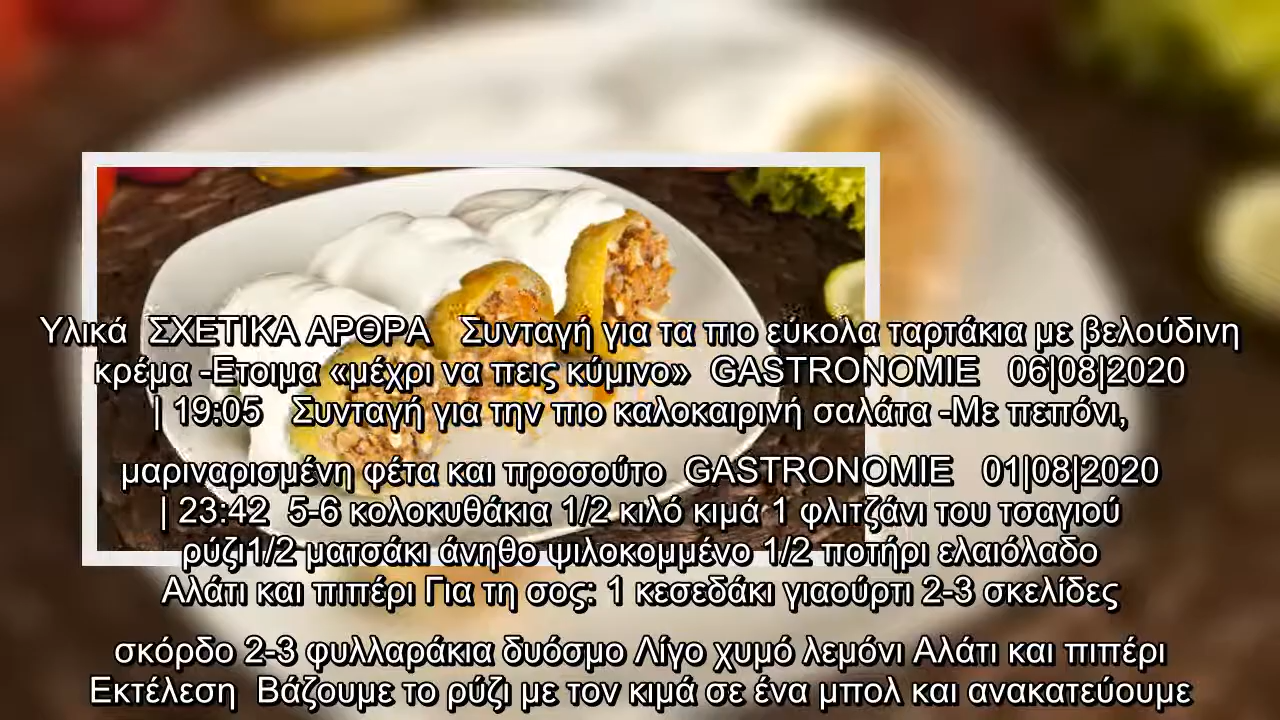 Υλικά  ΣΧΕΤΙΚΑ ΑΡΘΡΑ   Συνταγή για τα πιο εύκολα ταρτάκια με βελούδινη
κρέμα -Ετοιμα «μέχρι να πεις κύμινο»  GASTRONOMIE   06|08|2020
| 19:05   Συνταγή για την πιο καλοκαιρινή σαλάτα -Με πεπόνι,
μαριναρισμένη φέτα και προσούτο  GASTRONOMIE   01|08|2020
| 23:42  5-6 κολοκυθάκια 1/2 κιλό κιμά 1 φλιτζάνι του τσαγιού
ρύζι1/2 ματσάκι άνηθο ψιλοκομμένο 1/2 ποτήρι ελαιόλαδο
Αλάτι και πιπέρι Για τη σος: 1 κεσεδάκι γιαούρτι 2-3 σκελίδες
σκόρδο 2-3 φυλλαράκια δυόσμο Λίγο χυμό λεμόνι Αλάτι και πιπέρι
Εκτέλεση  Βάζουμε το ρύζι με τον κιμά σε ένα μπολ και ανακατεύουμε